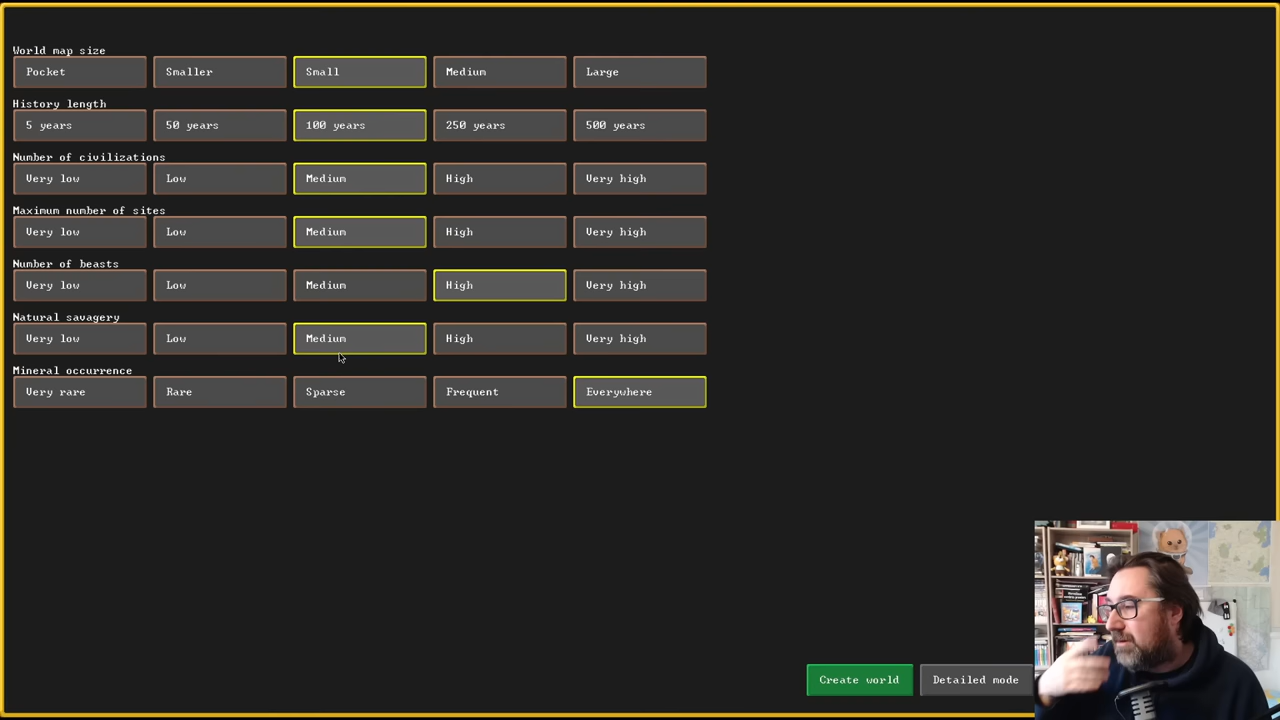 World map size
Pocket Smaller Small Medium Large
History length
5 years 50 years 100 years 250 years 500 years
Number of civilizations
Very low Low Medium High Very high
Maximum number of sites
Very low Low Medium High Very high
Number of beasts
Very low Low Medium High Very high
Natural savagery
Very low Low Medium High Very high
Mineral occurrence
Very rare Rare Sparse Frequent Everywhere
Create world Detailed mode